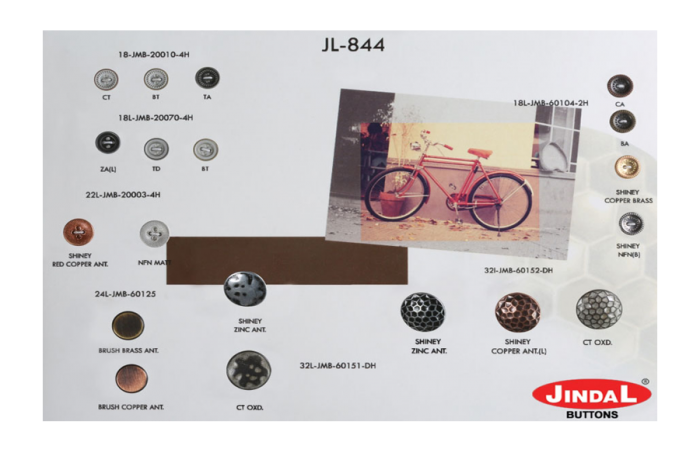 JL-844
18-JMB-20010-4H
CT
BT
TA
18L-JMB-20070-4H
ZA(L)
TD
BT
22L-JMB-20003-4H
SHINEY
RED COPPER ANT.
NFN MATT
24L-JMB-60125
BRUSH BRASS ANT.
BRUSH COPPER ANT.
SHINEY
ZINC ANT.
32L-JMB-60151-DH
CT OXD.
18L-JMB-60104-2H
CA
BA
SHINEY
COPPER BRASS
SHINEY
NFN(B)
32l-JMB-60152-DH
SHINEY
ZINC ANT.
SHINEY
COPPER ANT.(L)
CT OXD.
JINDAL®
BUTTONS